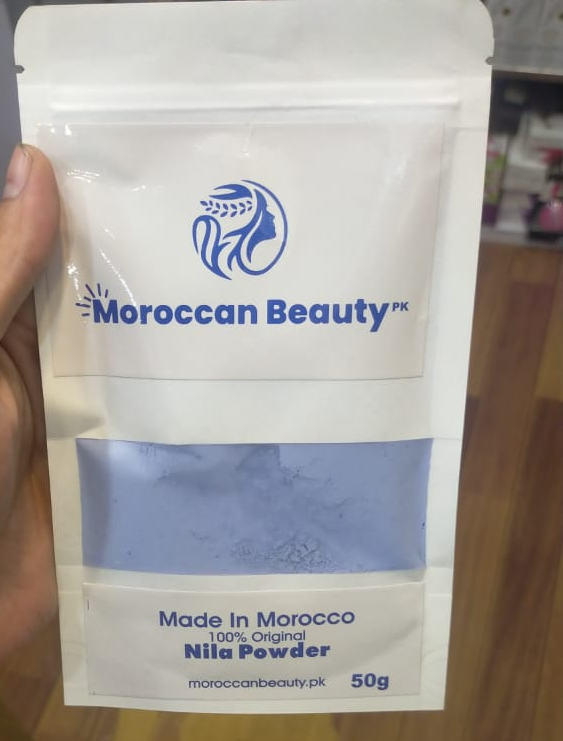 Moroccan Beauty PK
Made In Morocco
100% Original
Nila Powder
moroccanbeauty.pk 50g